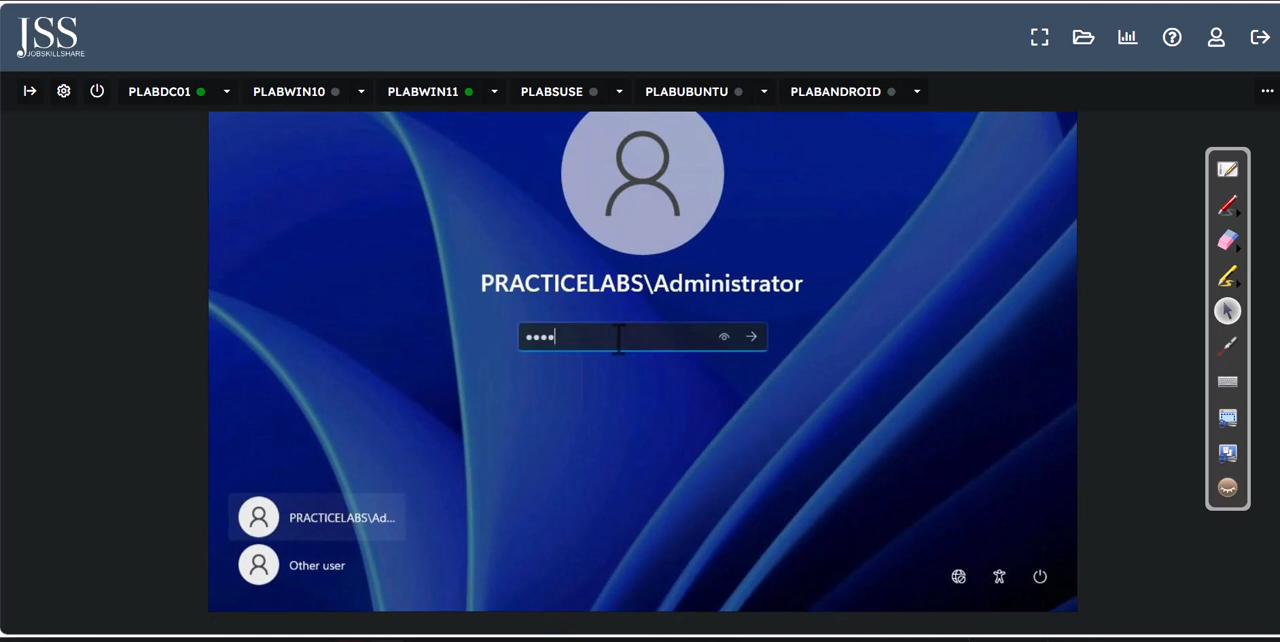 JSS
JOBSKILLSHARE
PLABDC01 PLABWIN10 PLABWIN11 PLABSUSE PLABUBUNTU PLABANDROID
PRACTICELABS\Administrator
PRACTICELABS\Ad...
Other user